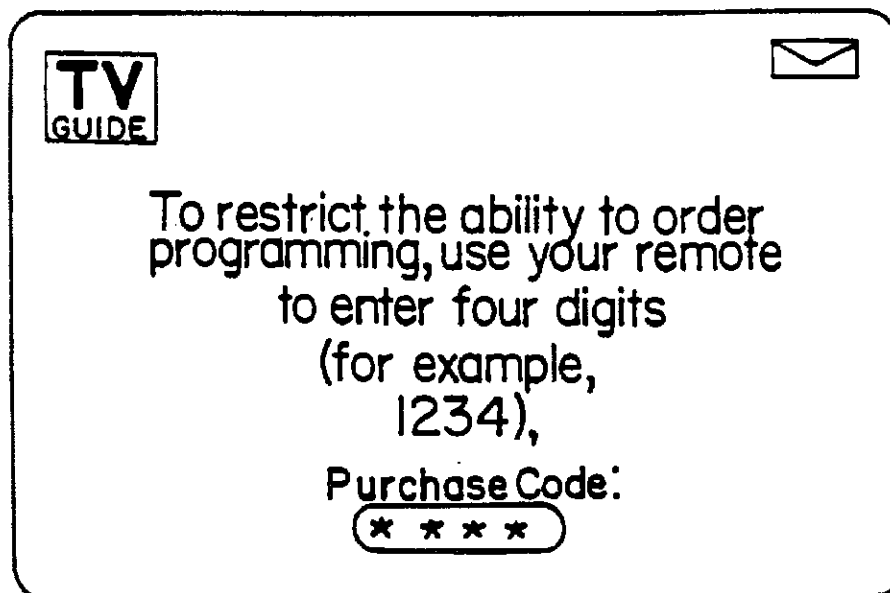 TV
GUIDE
To restrict the ability to order
programming, use your remote
to enter four digits
(for example,
1234),
Purchase Code:
* * * *